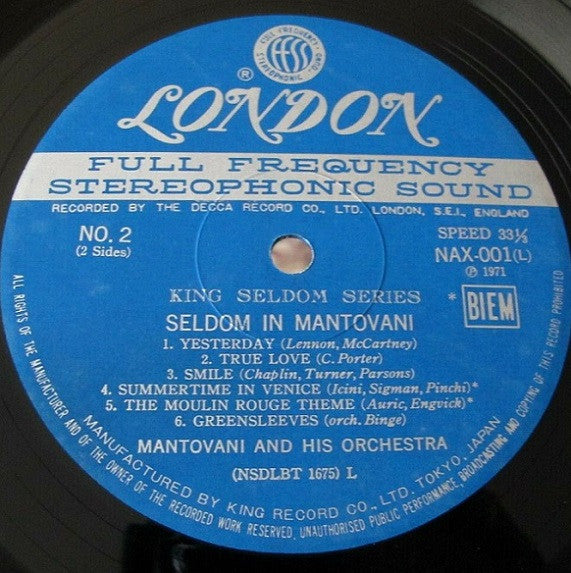 FULL FREQUENCY
ffss
STEREOPHONIC SOUND
®
LONDON
FULL FREQUENCY
STEREOPHONIC SOUND
RECORDED BY THE DECCA RECORD CO., LTD. LONDON, S.E.I., ENGLAND
NO. 2
(2 Sides)
SPEED 33⅓
NAX-001(L)
Ⓟ 1971
KING SELDOM SERIES
* BIEM
SELDOM IN MANTOVANI
1. YESTERDAY (Lennon, McCartney)
2. TRUE LOVE (C. Porter)
3. SMILE (Chaplin, Turner, Parsons)
4. SUMMERTIME IN VENICE (Icini, Sigman, Pinchi)*
5. THE MOULIN ROUGE THEME (Auric, Engvick)*
6. GREENSLEEVES (orch. Binge)
MANTOVANI AND HIS ORCHESTRA
(NSDLBT 1675) L
MANUFACTURED BY KING RECORD CO., LTD. TOKYO, JAPAN
ALL RIGHTS OF THE MANUFACTURER AND OF THE OWNER OF THE RECORDED WORK RESERVED, UNAUTHORISED PUBLIC PERFORMANCE, BROADCASTING AND COPYING OF THIS RECORD PROHIBITED